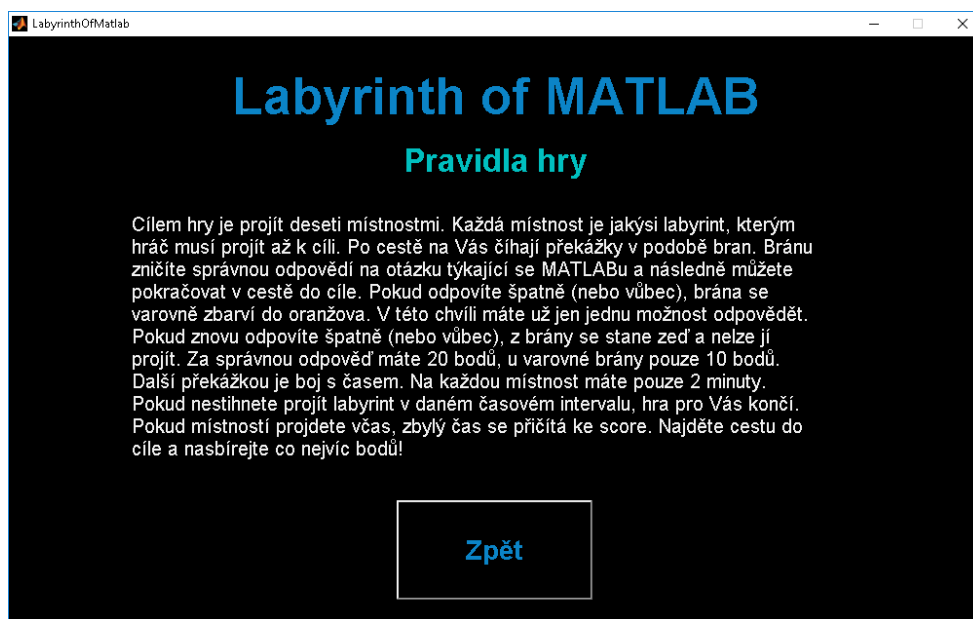 LabyrinthOfMatlab
Labyrinth of MATLAB
Pravidla hry
Cílem hry je projít deseti místnostmi. Každá místnost je jakýsi labyrint, kterým
hráč musí projít až k cíli. Po cestě na Vás číhají překážky v podobě bran. Bránu
zničíte správnou odpovědí na otázku týkající se MATLABu a následně můžete
pokračovat v cestě do cíle. Pokud odpovíte špatně (nebo vůbec), brána se
varovně zbarví do oranžova. V této chvíli máte už jen jednu možnost odpovědět.
Pokud znovu odpovíte špatně (nebo vůbec), z brány se stane zeď a nelze jí
projít. Za správnou odpověď máte 20 bodů, u varovné brány pouze 10 bodů.
Další překážkou je boj s časem. Na každou místnost máte pouze 2 minuty.
Pokud nestihnete projít labyrint v daném časovém intervalu, hra pro Vás končí.
Pokud místností projdete včas, zbylý čas se přičítá ke score. Najděte cestu do
cíle a nasbírejte co nejvíc bodů!
Zpět